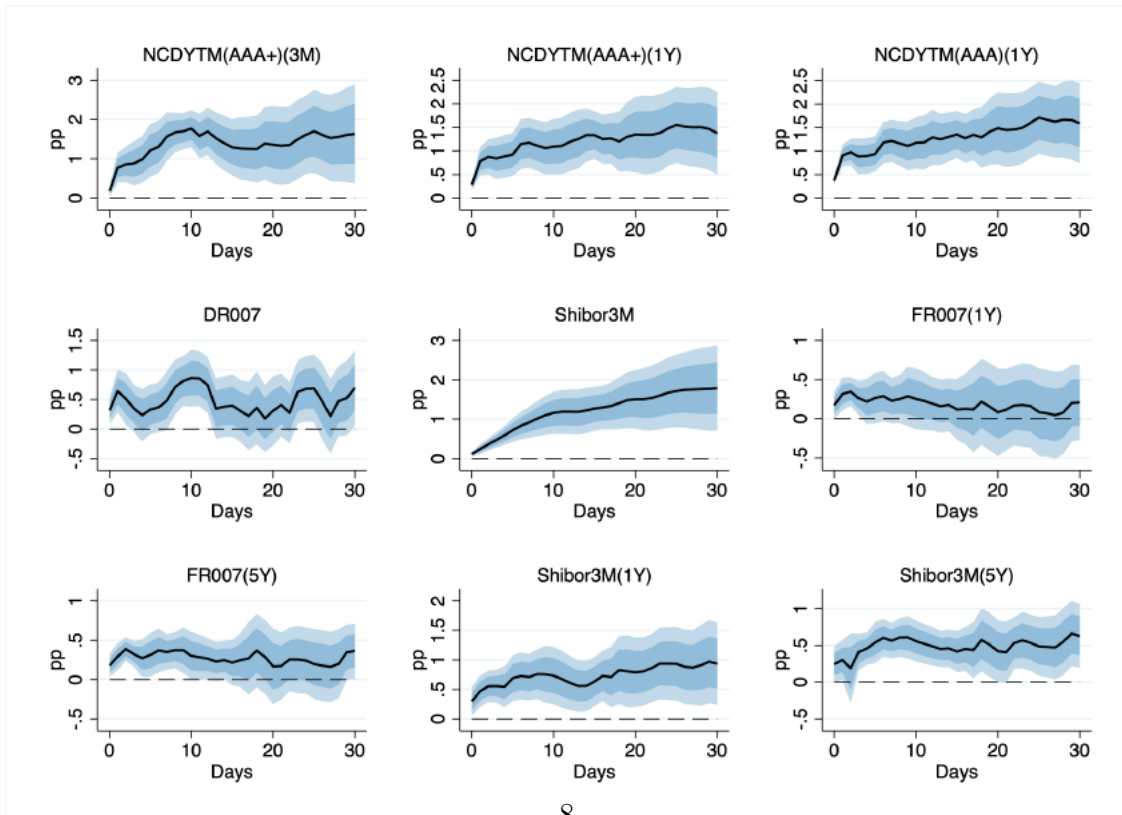 NCDYTM(AAA+)(3M) NCDYTM(AAA+)(1Y) NCDYTM(AAA)(1Y)
pp 0 1 2 3 pp 0 .5 1 1.5 2 2.5 pp 0 .5 1 1.5 2 2.5
0 10 20 30 0 10 20 30 0 10 20 30
Days Days Days
DR007 Shibor3M FR007(1Y)
pp -.5 0 .5 1 1.5 pp 0 1 2 3 pp -.5 0 .5 1
0 10 20 30 0 10 20 30 0 10 20 30
Days Days Days
FR007(5Y) Shibor3M(1Y) Shibor3M(5Y)
pp -.5 0 .5 1 pp 0 .5 1 1.5 2 pp -.5 0 .5 1
0 10 20 30 0 10 20 30 0 10 20 30
Days Days Days
8